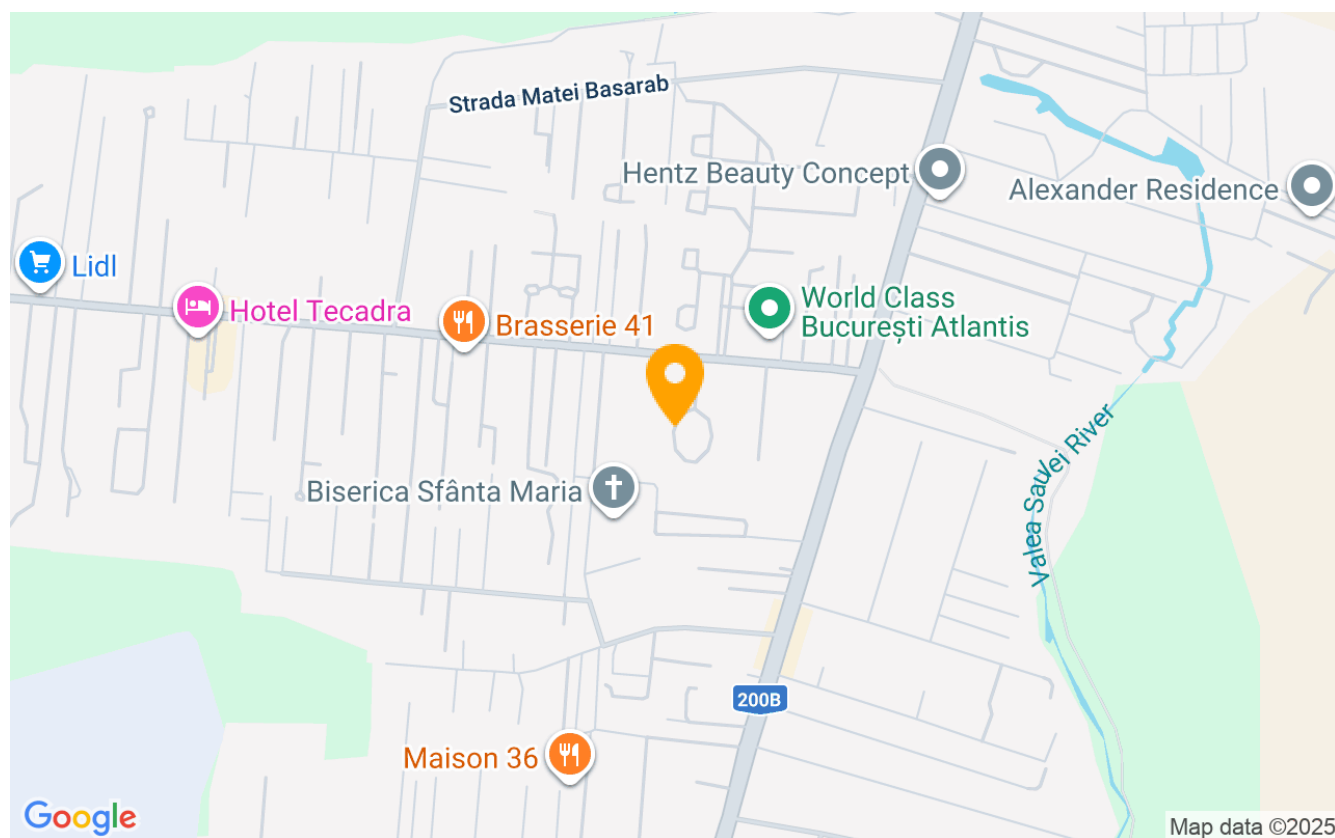 Strada Matei Basarab
Hentz Beauty Concept
Alexander Residence
Lidl
Hotel Tecadra
Brasserie 41
World Class
București Atlantis
Valea Saulei River
Biserica Sfânta Maria
200B
Maison 36
Google
Map data ©2025